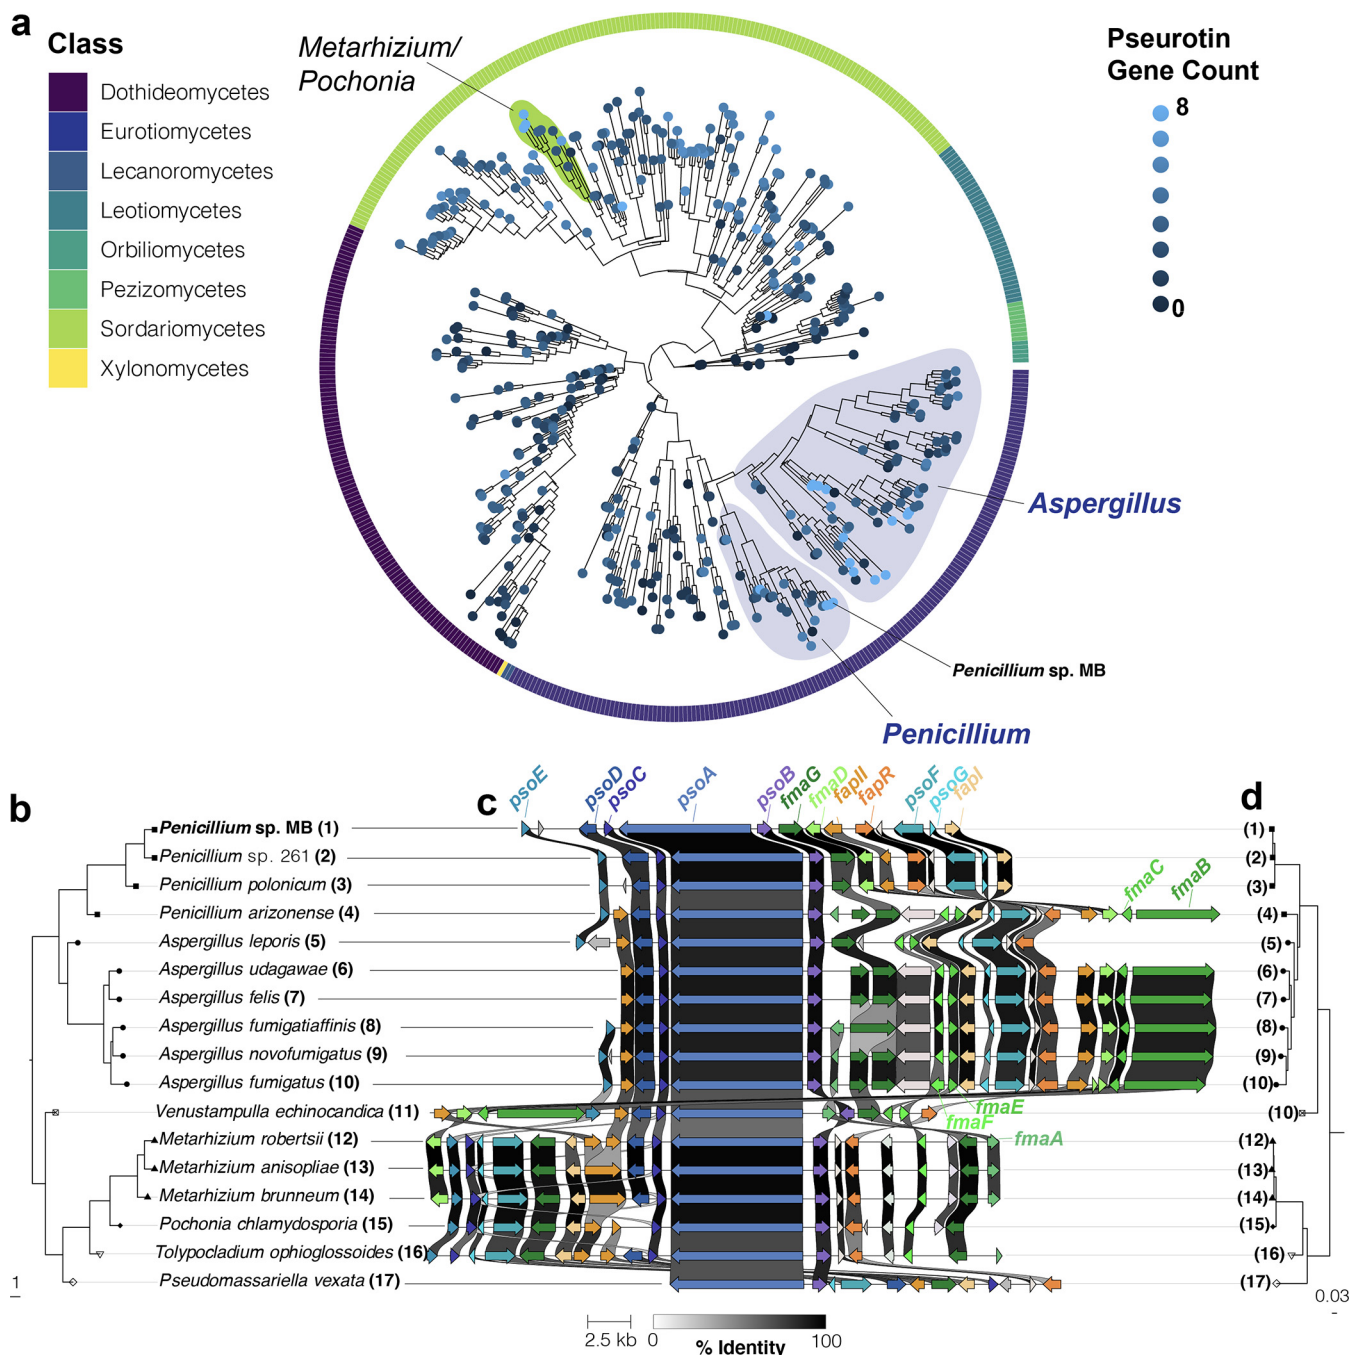 a
Class
Dothideomycetes
Eurotiomycetes
Lecanoromycetes
Leotiomycetes
Orbiliomycetes
Pezizomycetes
Sordariomycetes
Xylonomycetes
Metarhizium/
Pochonia
Pseurotin
Gene Count
8
0
Aspergillus
Penicillium sp. MB
Penicillium
b
Penicillium sp. MB (1)
Penicillium sp. 261 (2)
Penicillium polonicum (3)
Penicillium arizonense (4)
Aspergillus leporis (5)
Aspergillus udagawae (6)
Aspergillus felis (7)
Aspergillus fumigatiaffinis (8)
Aspergillus novofumigatus (9)
Aspergillus fumigatus (10)
Venustampulla echinocandica (11)
Metarhizium robertsii (12)
Metarhizium anisopliae (13)
Metarhizium brunneum (14)
Pochonia chlamydosporia (15)
Tolypocladium ophioglossoides (16)
Pseudomassariella vexata (17)
1
c
psoE
psoD
psoC
psoA
psoB
fmaG
fmaD
fapII
fapR
psoF
psoG
fapI
fmaC
fmaB
fmaE
fmaF
fmaA
2.5 kb
0
100
% Identity
d
(1)
(2)
(3)
(4)
(5)
(6)
(7)
(8)
(9)
(10)
(10)
(12)
(13)
(14)
(15)
(16)
(17)
0.03